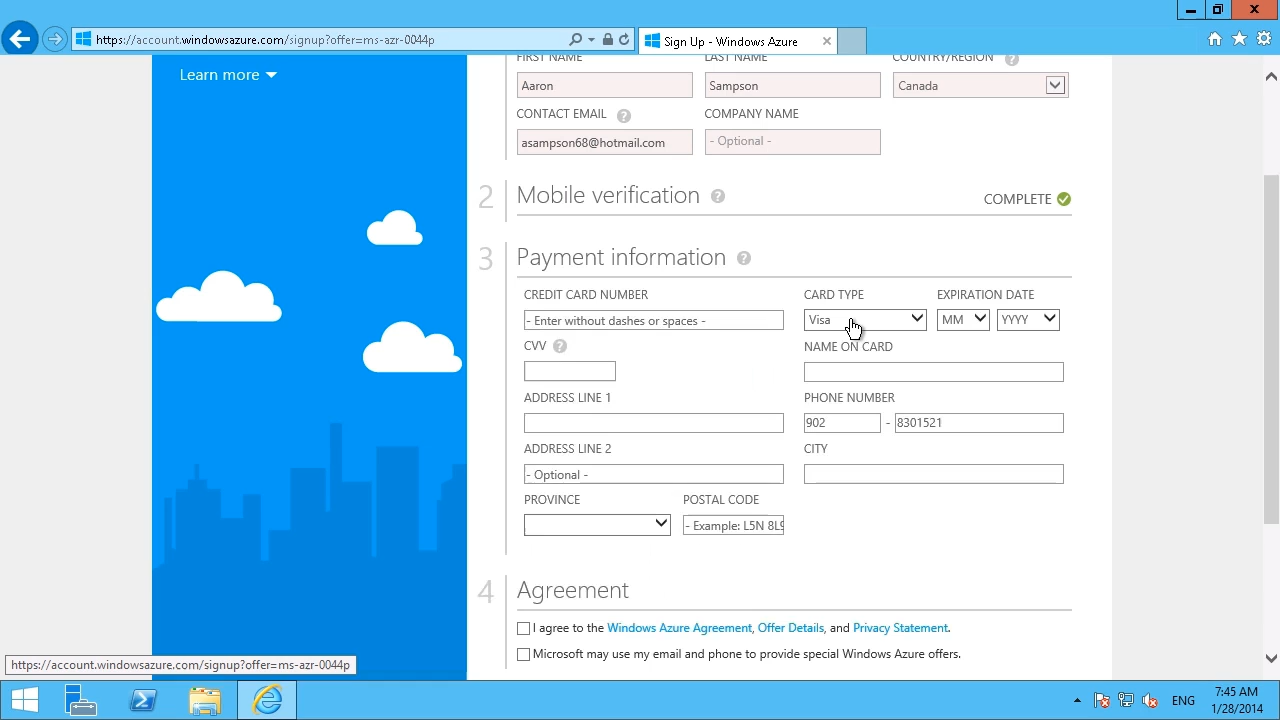 https://account.windowsazure.com/signup?offer=ms-azr-0044p
Sign Up - Windows Azure
Learn more
FIRST NAME LAST NAME COUNTRY/REGION ?
Aaron Sampson Canada
CONTACT EMAIL ? COMPANY NAME
asampson68@hotmail.com - Optional -
2 Mobile verification ? COMPLETE
3 Payment information ?
CREDIT CARD NUMBER CARD TYPE EXPIRATION DATE
- Enter without dashes or spaces - Visa MM YYYY
CVV ? NAME ON CARD
ADDRESS LINE 1 PHONE NUMBER
902 - 8301521
ADDRESS LINE 2 CITY
- Optional -
PROVINCE POSTAL CODE
- Example: L5N 8L9
4 Agreement
I agree to the Windows Azure Agreement, Offer Details, and Privacy Statement.
Microsoft may use my email and phone to provide special Windows Azure offers.
https://account.windowsazure.com/signup?offer=ms-azr-0044p
ENG 7:45 AM
1/28/2014